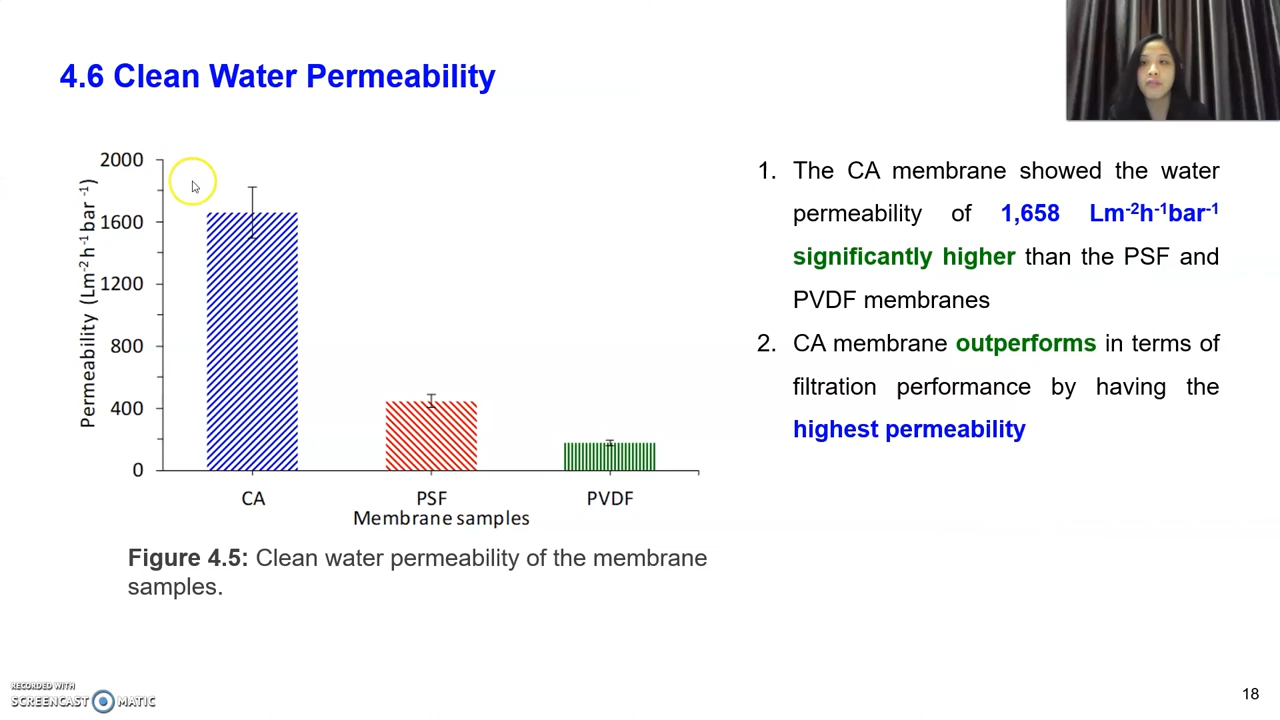 4.6 Clean Water Permeability
2000
1600
1200
800
400
0
Permeability (Lm⁻² h⁻¹ bar ⁻¹)
CA
PSF
PVDF
Membrane samples
Figure 4.5: Clean water permeability of the membrane
samples.
1. The CA membrane showed the water
permeability of 1,658 Lm⁻²h⁻¹bar⁻¹
significantly higher than the PSF and
PVDF membranes
2. CA membrane outperforms in terms of
filtration performance by having the
highest permeability
RECORDED WITH
SCREENCAST MATIC
18